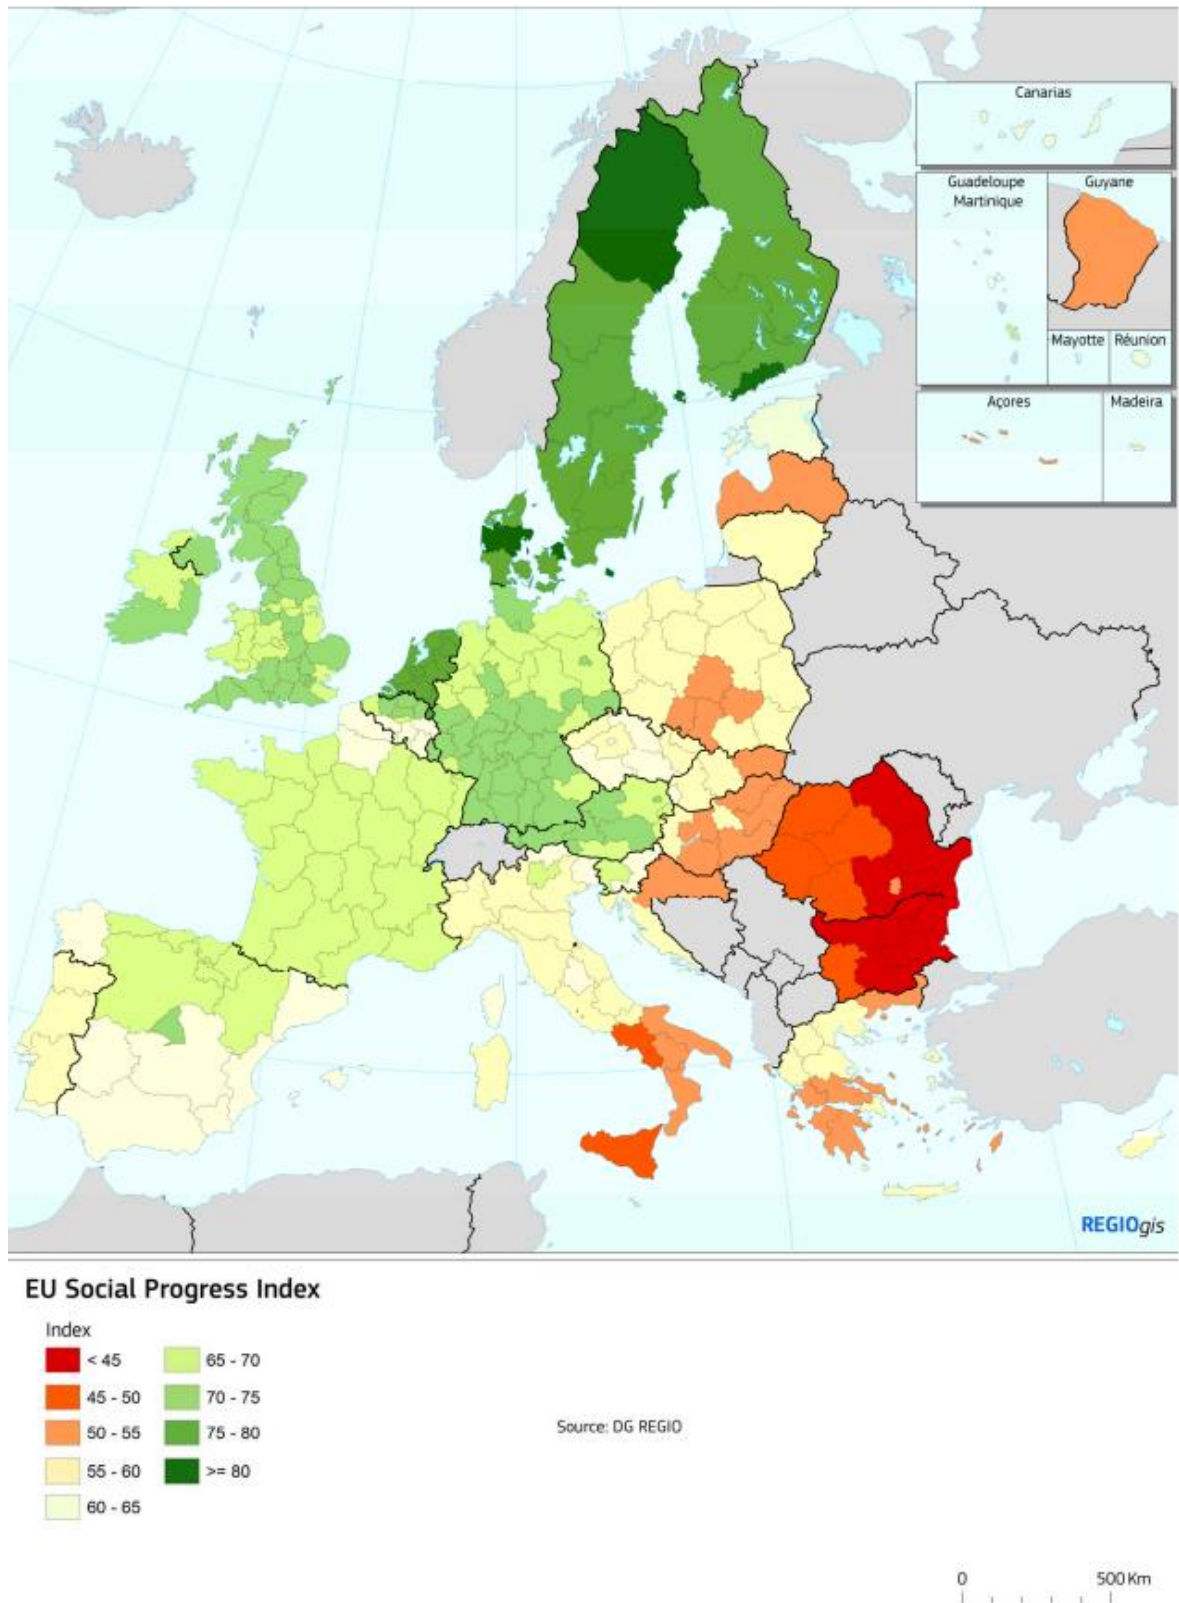 Canarias
Guadeloupe
Martinique
Guyane
Mayotte
Réunion
Açores
Madeira
REGIOgis
EU Social Progress Index
Index
< 45
45 - 50
50 - 55
55 - 60
60 - 65
65 - 70
70 - 75
75 - 80
>= 80
Source: DG REGIO
0 500 Km